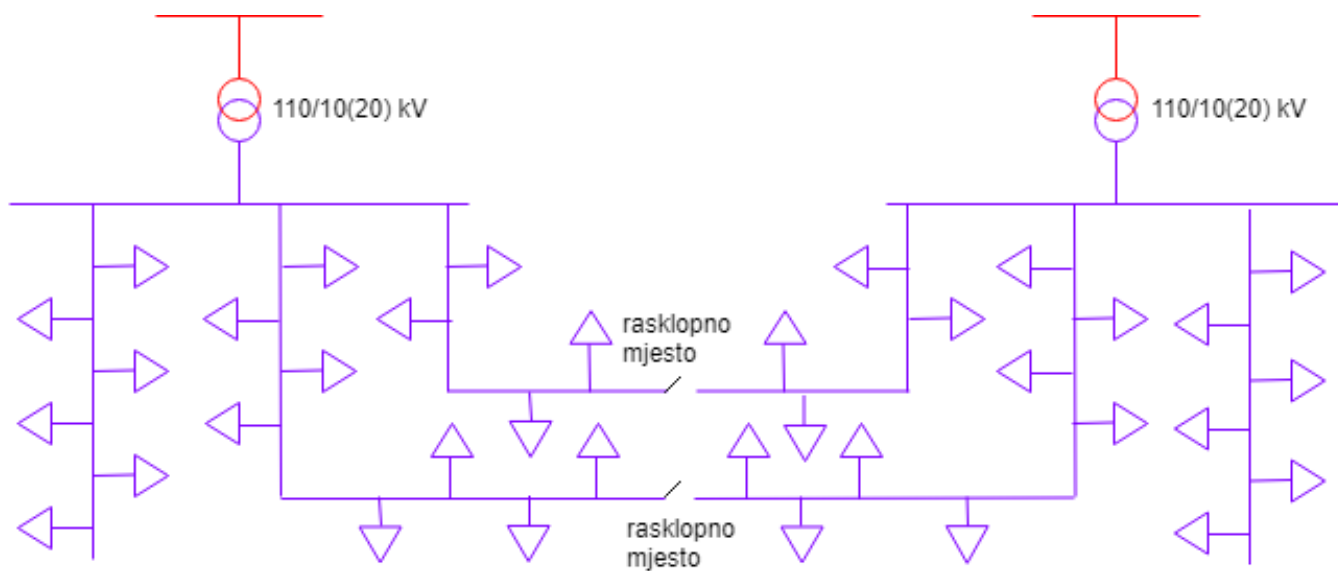 110/10(20) kV
110/10(20) kV
rasklopno
mjesto
rasklopno
mjesto